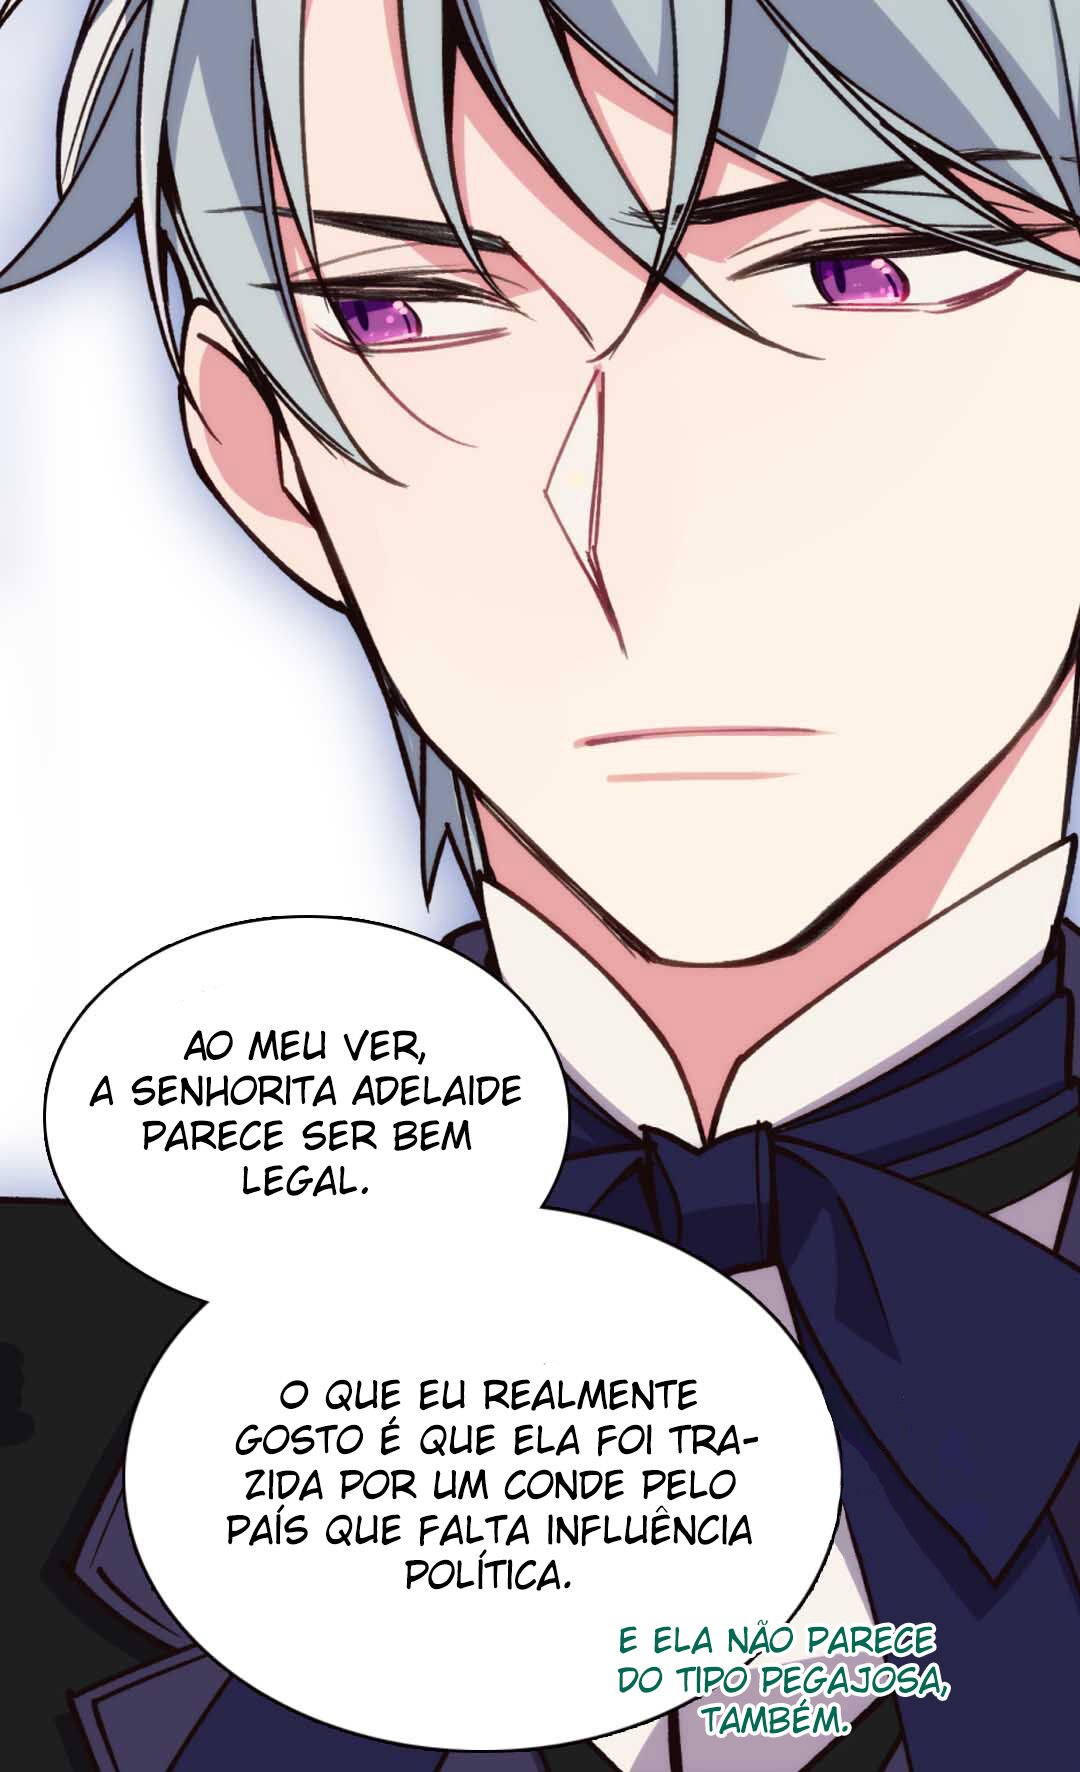 AO MEU VER,
A SENHORITA ADELAIDE
PARECE SER BEM
LEGAL.
O QUE EU REALMENTE
GOSTO É QUE ELA FOI TRA-
ZIDA POR UM CONDE PELO
PAÍS QUE FALTA INFLUÊNCIA
POLÍTICA.
E ELA NÃO PARECE
DO TIPO PEGAJOSA,
TAMBÉM.